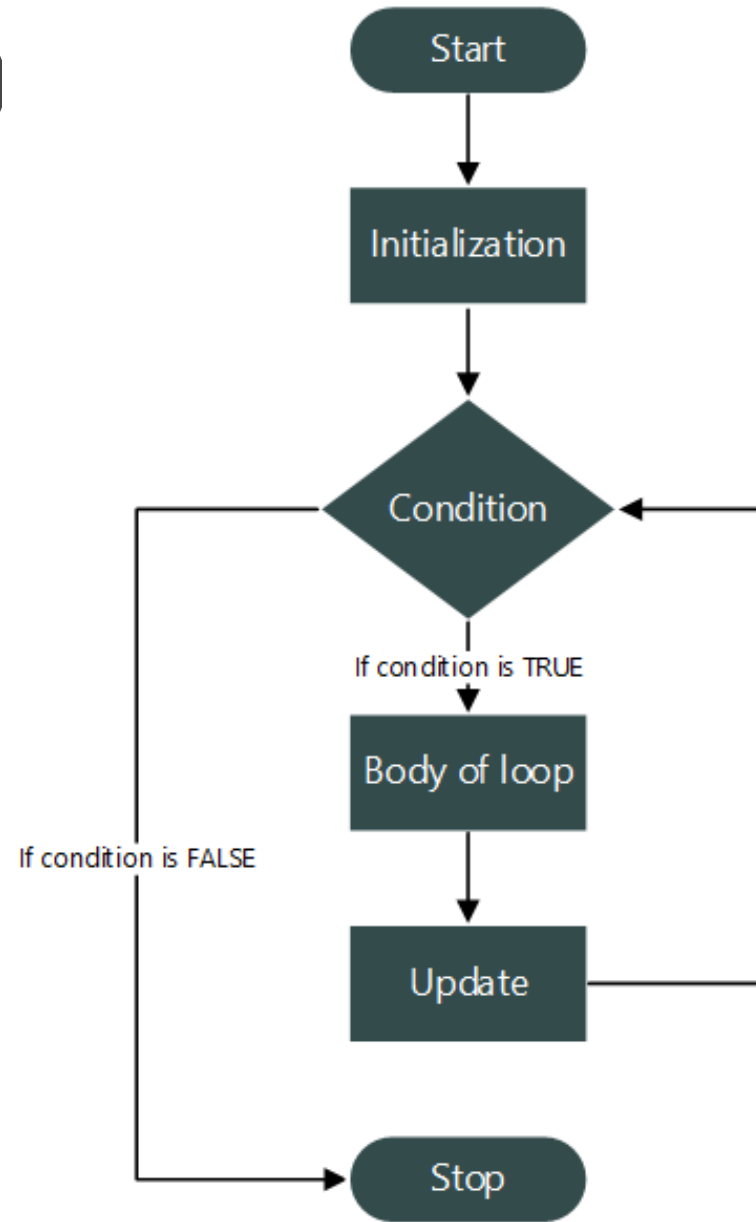 Start
Initialization
Condition
If condition is TRUE
Body of loop
If condition is FALSE
Update
Stop